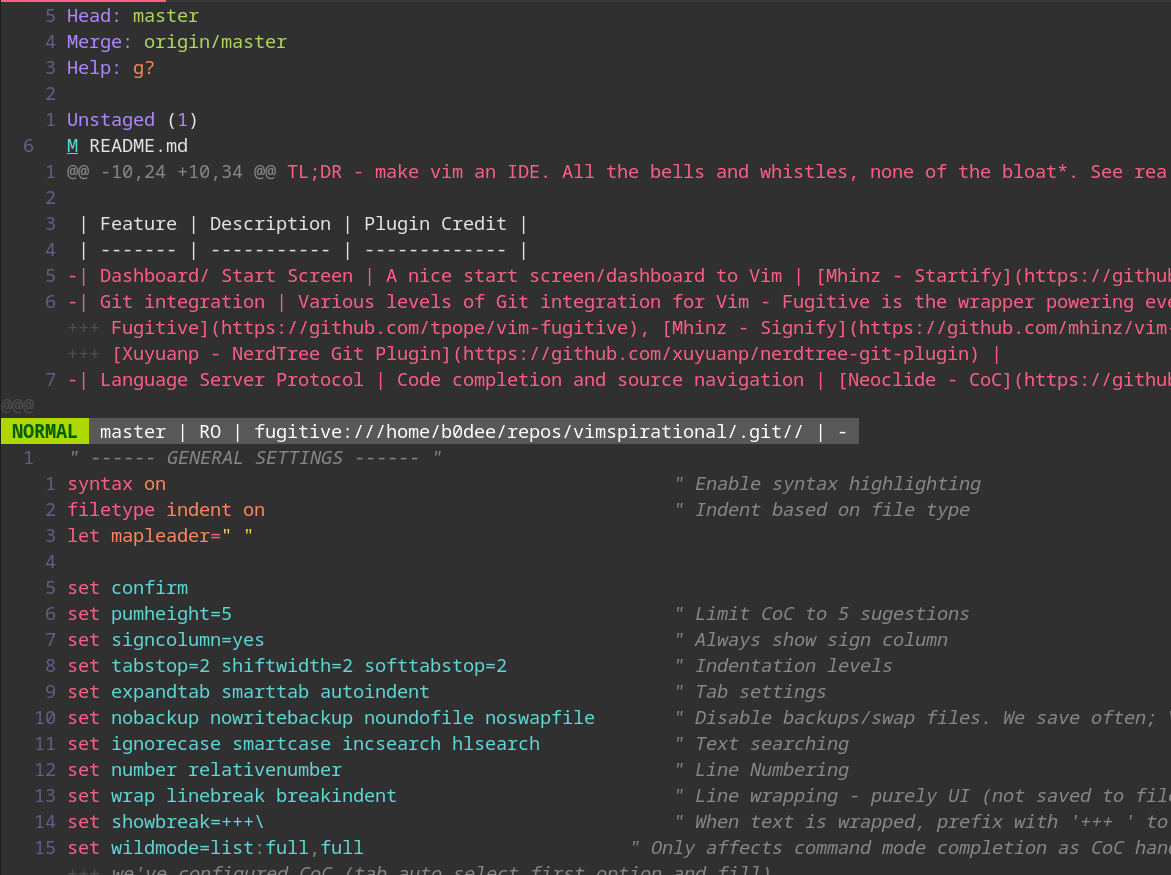 5 Head: master
4 Merge: origin/master
3 Help: g?
2
1 Unstaged (1)
6 M README.md
1 @@ -10,24 +10,34 @@ TL;DR - make vim an IDE. All the bells and whistles, none of the bloat*. See rea
2
3 | Feature | Description | Plugin Credit |
4 | ------- | ----------- | ------------- |
5 -| Dashboard/ Start Screen | A nice start screen/dashboard to Vim | [Mhinz - Startify](https://githu
6 -| Git integration | Various levels of Git integration for Vim - Fugitive is the wrapper powering eve
+++ Fugitive](https://github.com/tpope/vim-fugitive), [Mhinz - Signify](https://github.com/mhinz/vim-
+++ [Xuyuanp - NerdTree Git Plugin](https://github.com/xuyuanp/nerdtree-git-plugin) |
7 -| Language Server Protocol | Code completion and source navigation | [Neoclide - CoC](https://githu
@@@
NORMAL master | RO | fugitive:///home/b0dee/repos/vimspirational/.git// | -
1 " ------ GENERAL SETTINGS ------ "
1 syntax on " Enable syntax highlighting
2 filetype indent on " Indent based on file type
3 let mapleader=" "
4
5 set confirm
6 set pumheight=5 " Limit CoC to 5 sugestions
7 set signcolumn=yes " Always show sign column
8 set tabstop=2 shiftwidth=2 softtabstop=2 " Indentation levels
9 set expandtab smarttab autoindent " Tab settings
10 set nobackup nowritebackup noundofile noswapfile " Disable backups/swap files. We save often;
11 set ignorecase smartcase incsearch hlsearch " Text searching
12 set number relativenumber " Line Numbering
13 set wrap linebreak breakindent " Line wrapping - purely UI (not saved to file
14 set showbreak=+++\ " When text is wrapped, prefix with '+++ ' to
15 set wildmode=list:full,full " Only affects command mode completion as CoC han
+++ we've configured CoC (tab auto select first option and fill)